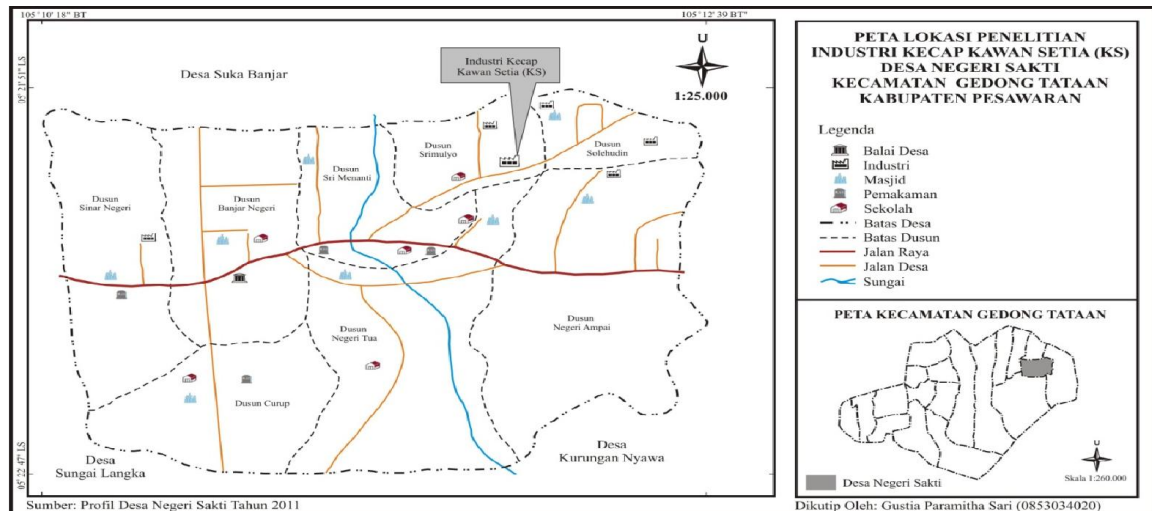 105°10' 18" BT
105°12' 39 BT"
05°21'51" LS
05°22'47" LS
Desa Suka Banjar
Industri Kecap
Kawan Setia (KS)
U
1:25.000
Dusun
Srimulyo
Dusun
Solehudin
Dusun
Sri Menanti
Dusun
Sinar Negeri
Dusun
Banjar Negeri
Dusun
Negeri Ampai
Dusun
Negeri Tua
Dusun Curup
Desa
Sungai Langka
Desa
Kurungan Nyawa
Sumber: Profil Desa Negeri Sakti Tahun 2011
PETA LOKASI PENELITIAN
INDUSTRI KECAP KAWAN SETIA (KS)
DESA NEGERI SAKTI
KECAMATAN GEDONG TATAAN
KABUPATEN PESAWARAN
Legenda
Balai Desa
Industri
Masjid
Pemakaman
Sekolah
Batas Desa
Batas Dusun
Jalan Raya
Jalan Desa
Sungai
PETA KECAMATAN GEDONG TATAAN
U
Skala 1:260.000
Desa Negeri Sakti
Dikutip Oleh: Gustia Paramitha Sari (0853034020)